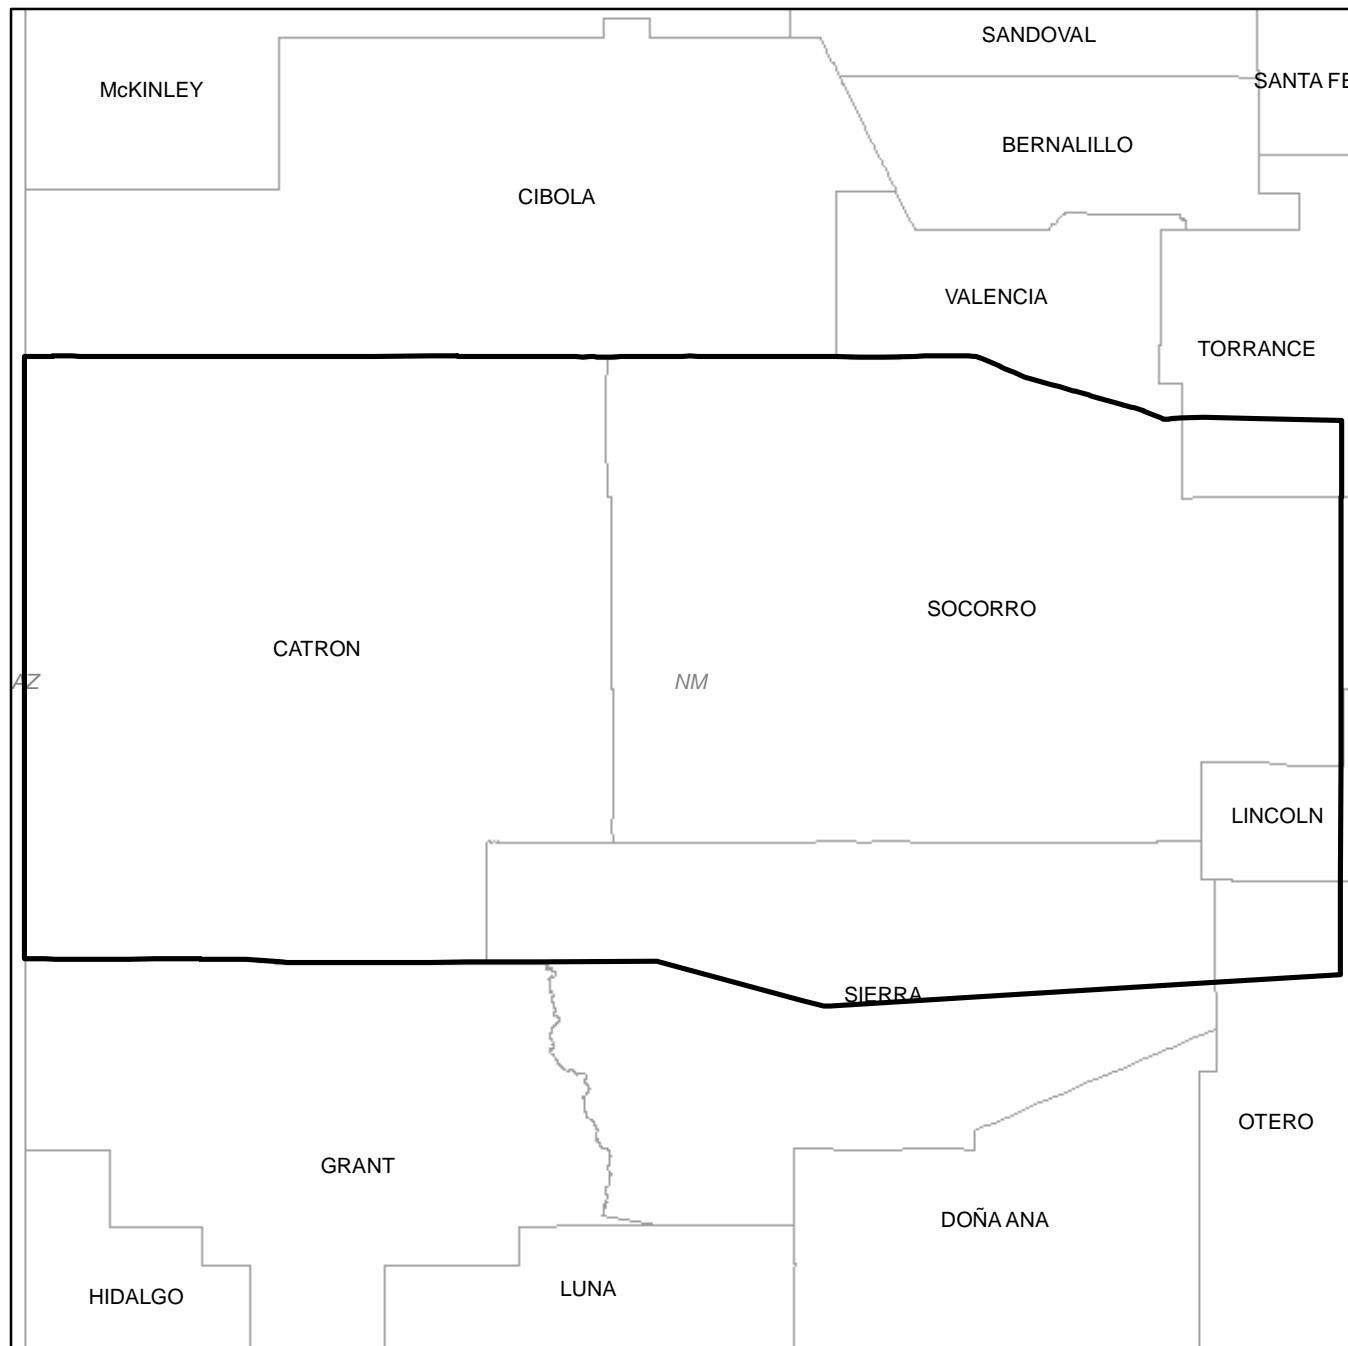 SANDOVAL
McKINLEY
SANTA FE
BERNALILLO
CIBOLA
VALENCIA
TORRANCE
SOCORRO
CATRON
AZ
NM
LINCOLN
SIERRA
OTERO
GRANT
DOÑA ANA
LUNA
HIDALGO